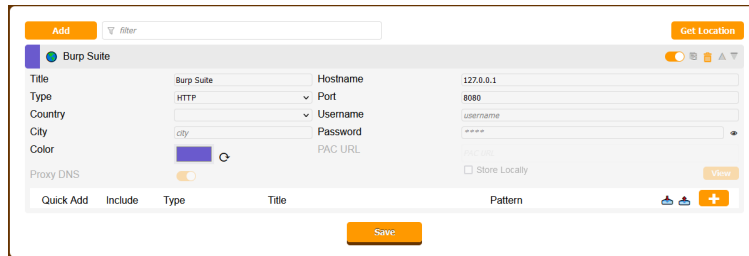 Add filter Get Location
Burp Suite
Title Burp Suite Hostname 127.0.0.1
Type HTTP Port 8080
Country Username username
City city Password ****
Color PAC URL PAC URL
Store Locally
Proxy DNS View
Quick Add Include Type Title Pattern
Save